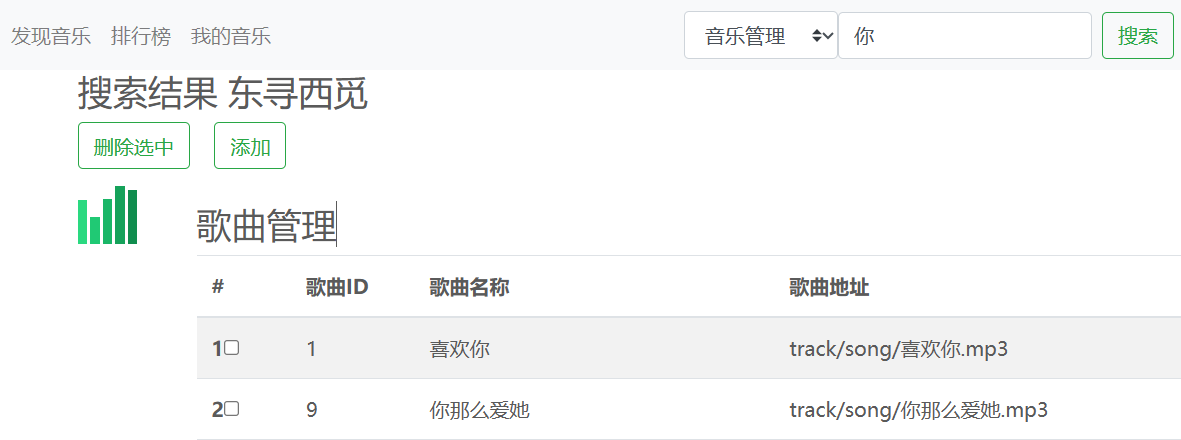 发现音乐 排行榜 我的音乐 音乐管理 你 搜索
搜索结果 东寻西觅
删除选中 添加
歌曲管理
# 歌曲ID 歌曲名称 歌曲地址
1 1 喜欢你 track/song/喜欢你.mp3
2 9 你那么爱她 track/song/你那么爱她.mp3